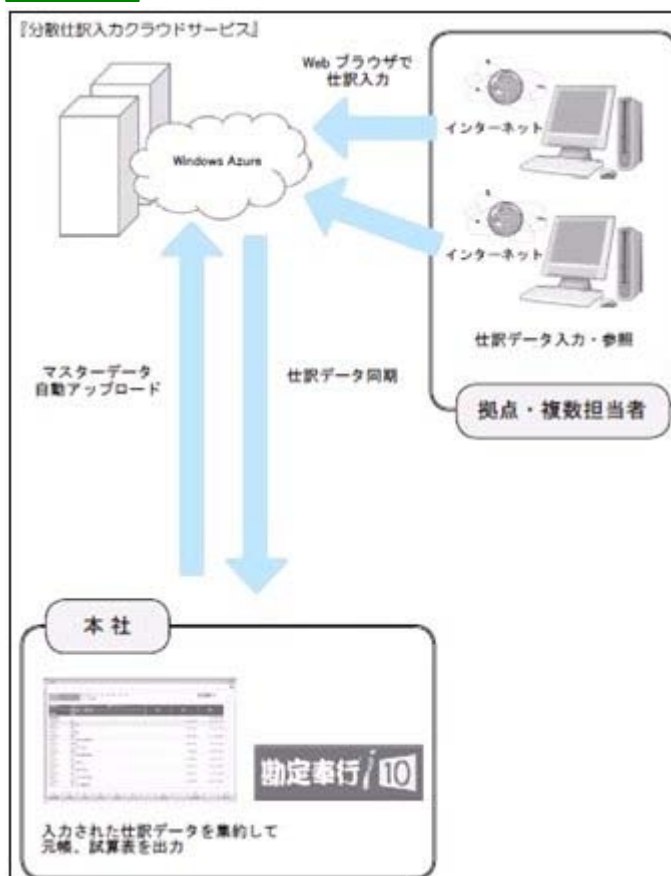 『分散仕訳入力クラウドサービス』
Web ブラウザで
仕訳入力
インターネット
Windows Azure
インターネット
仕訳データ入力・参照
拠点・複数担当者
マスターデータ
自動アップロード
仕訳データ同期
本社
勘定奉行i10
入力された仕訳データを集約して
元帳、試算表を出力